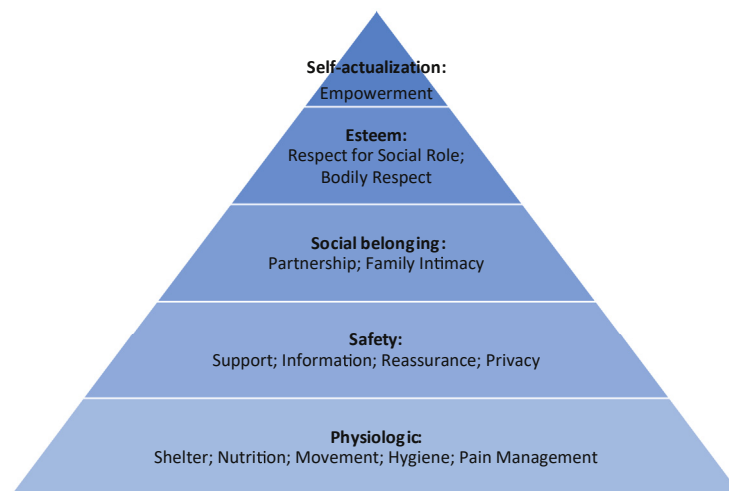 Self-actualization:
Empowerment
Esteem:
Respect for Social Role;
Bodily Respect
Social belonging:
Partnership; Family Intimacy
Safety:
Support; Information; Reassurance; Privacy
Physiologic:
Shelter; Nutrition; Movement; Hygiene; Pain Management